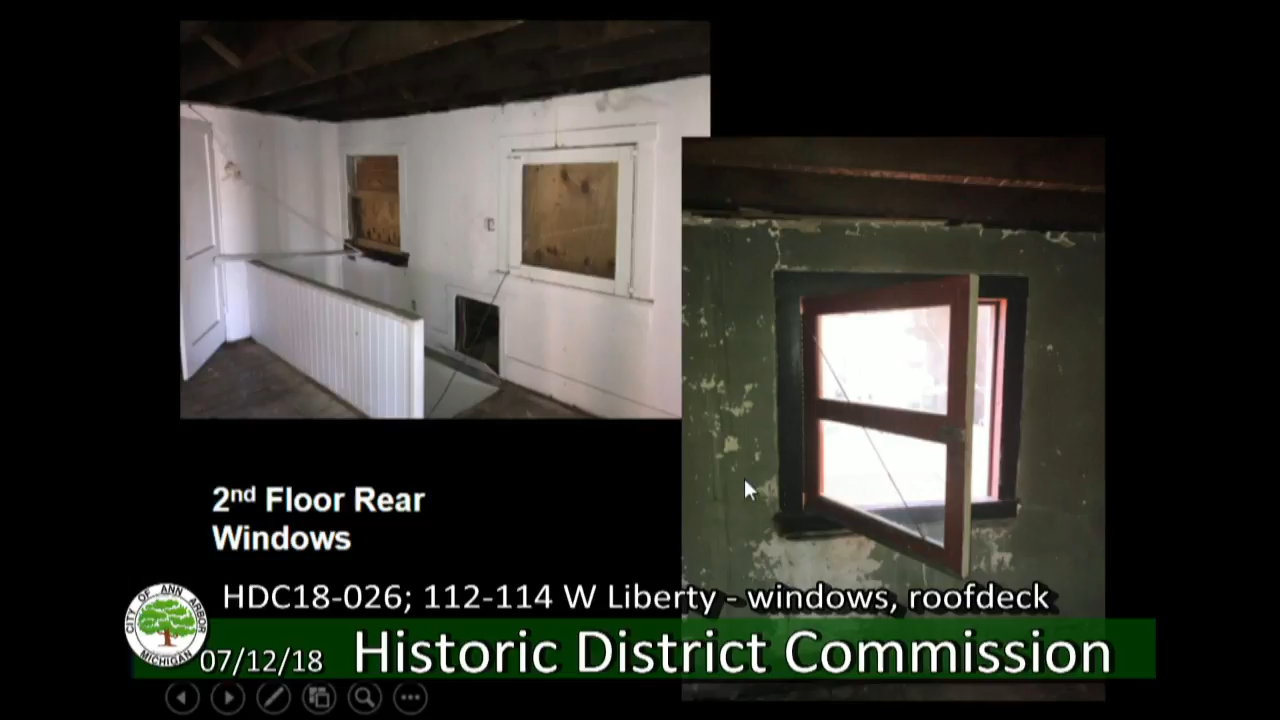 2nd Floor Rear
Windows
HDC18-026; 112-114 W Liberty - windows, roofdeck
CITY OF ANN ARBOR
MICHIGAN
07/12/18 Historic District Commission